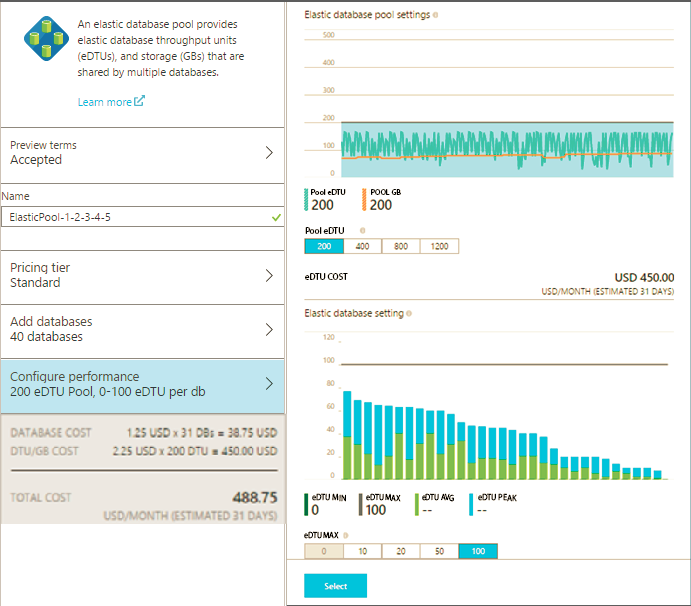 An elastic database pool provides
elastic database throughput units
(eDTUs), and storage (GBs) that are
shared by multiple databases.
Learn more
Preview terms
Accepted
Name
ElasticPool-1-2-3-4-5
Pricing tier
Standard
Add databases
40 databases
Configure performance
200 eDTU Pool, 0-100 eDTU per db
DATABASE COST 1.25 USD x 31 DBs = 38.75 USD
DTU/GB COST 2.25 USD x 200 DTU = 450.00 USD
TOTAL COST 488.75
USD/MONTH (ESTIMATED 31 DAYS)
Elastic database pool settings
500
400
300
200
100
0
Pool eDTU POOL GB
200 200
Pool eDTU
200 400 800 1200
eDTU COST USD 450.00
USD/MONTH (ESTIMATED 31 DAYS)
Elastic database setting
120
100
80
60
40
20
0
eDTU MIN eDTU MAX eDTU AVG eDTU PEAK
0 100 -- --
eDTU MAX
0 10 20 50 100
Select